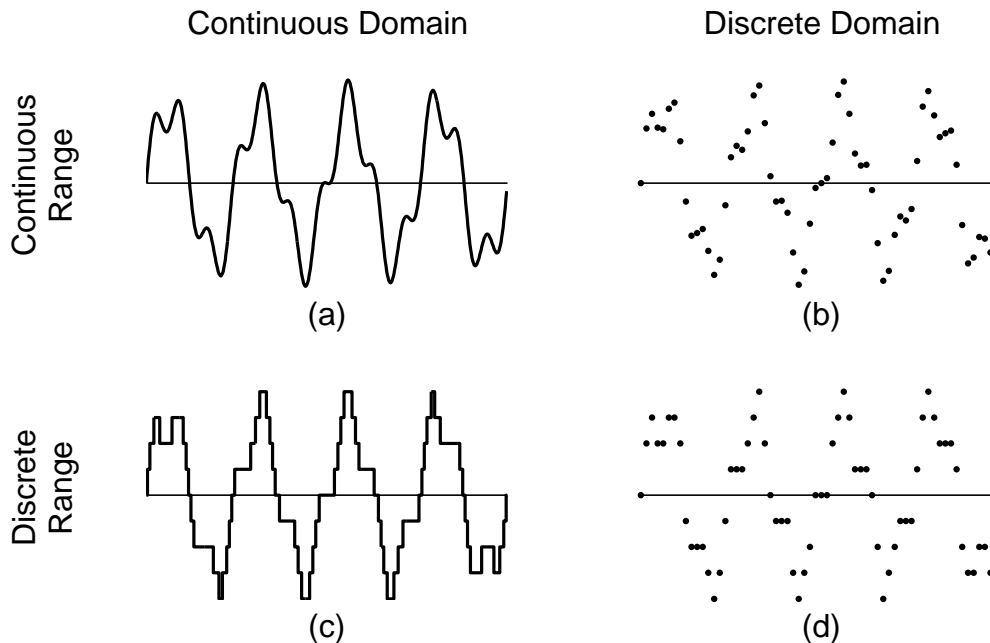 Continuous Domain
Discrete Domain
Continuous
Range
(a)
(b)
Discrete
Range
(c)
(d)